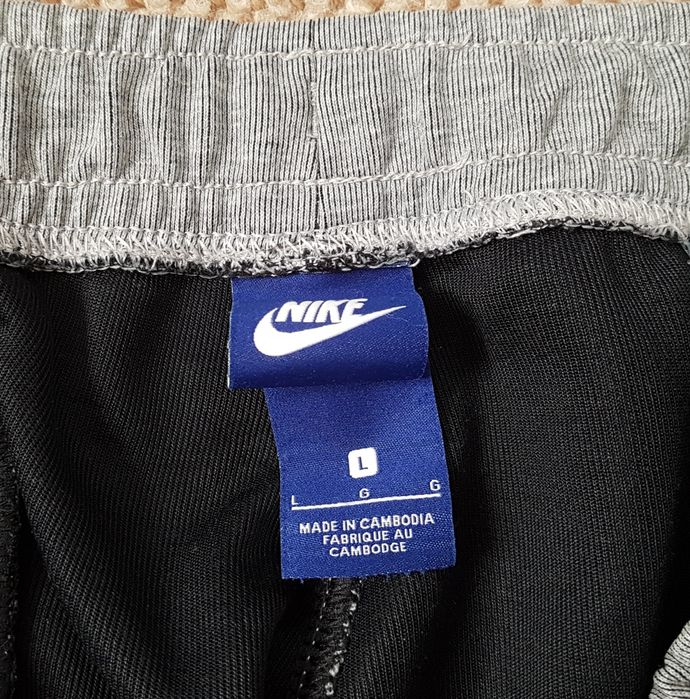 NIKE
L
L G G
MADE IN CAMBODIA
FABRIQUE AU
CAMBODGE